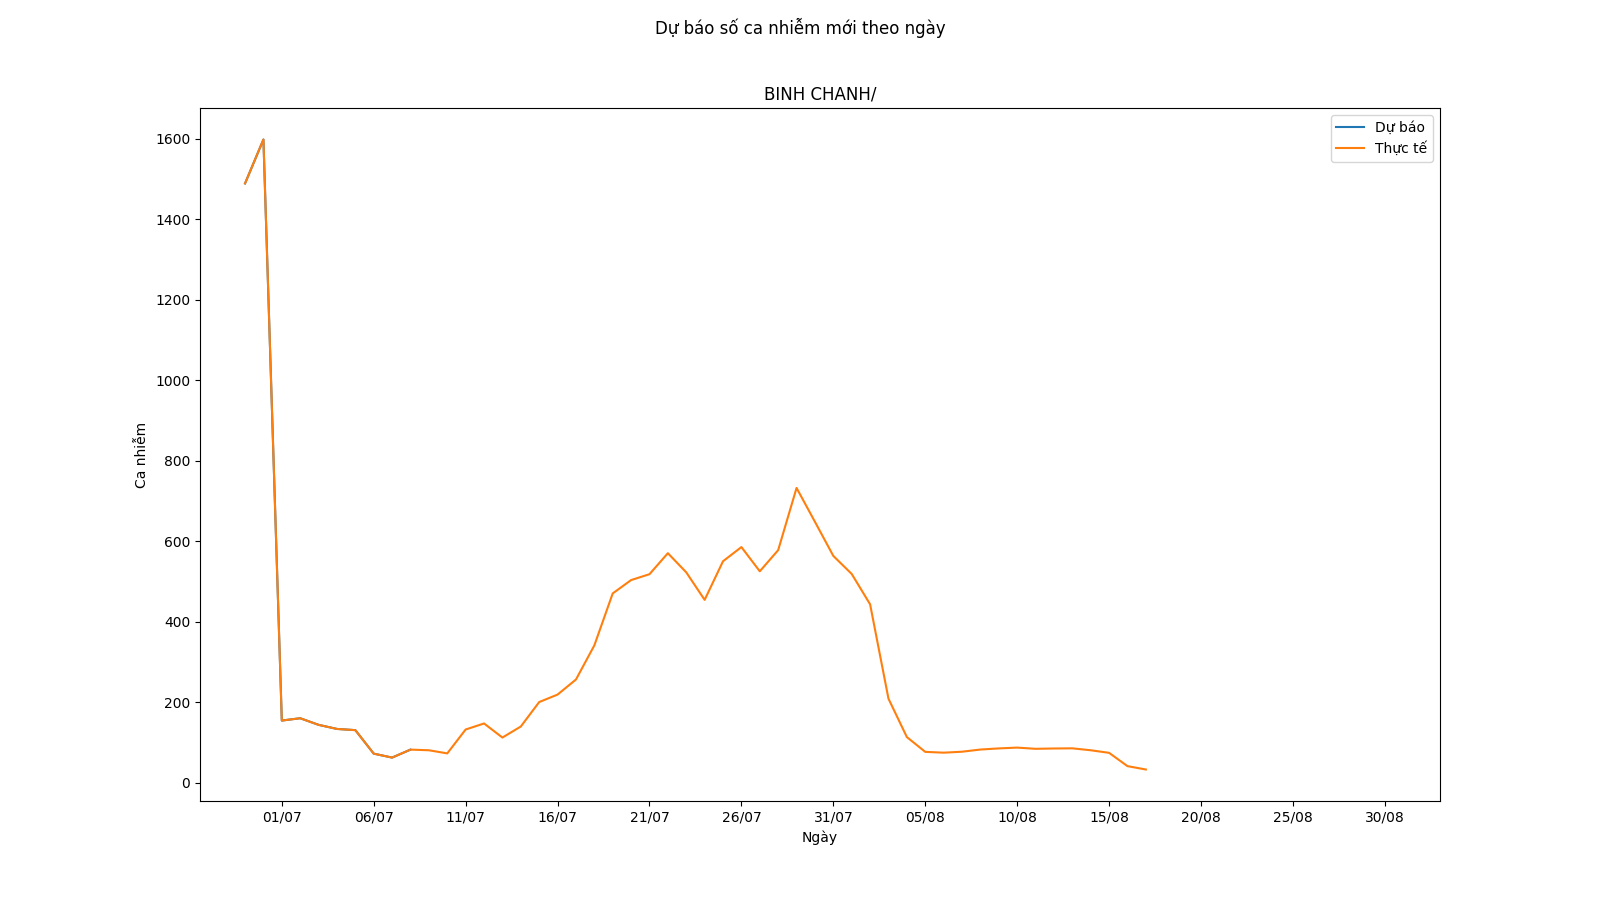 Dự báo số ca nhiễm mới theo ngày
BINH CHANH/
Dự báo
Thực tế
1600
1400
1200
1000
800
600
400
200
0
Ca nhiễm
01/07 06/07 11/07 16/07 21/07 26/07 31/07 05/08 10/08 15/08 20/08 25/08 30/08
Ngày